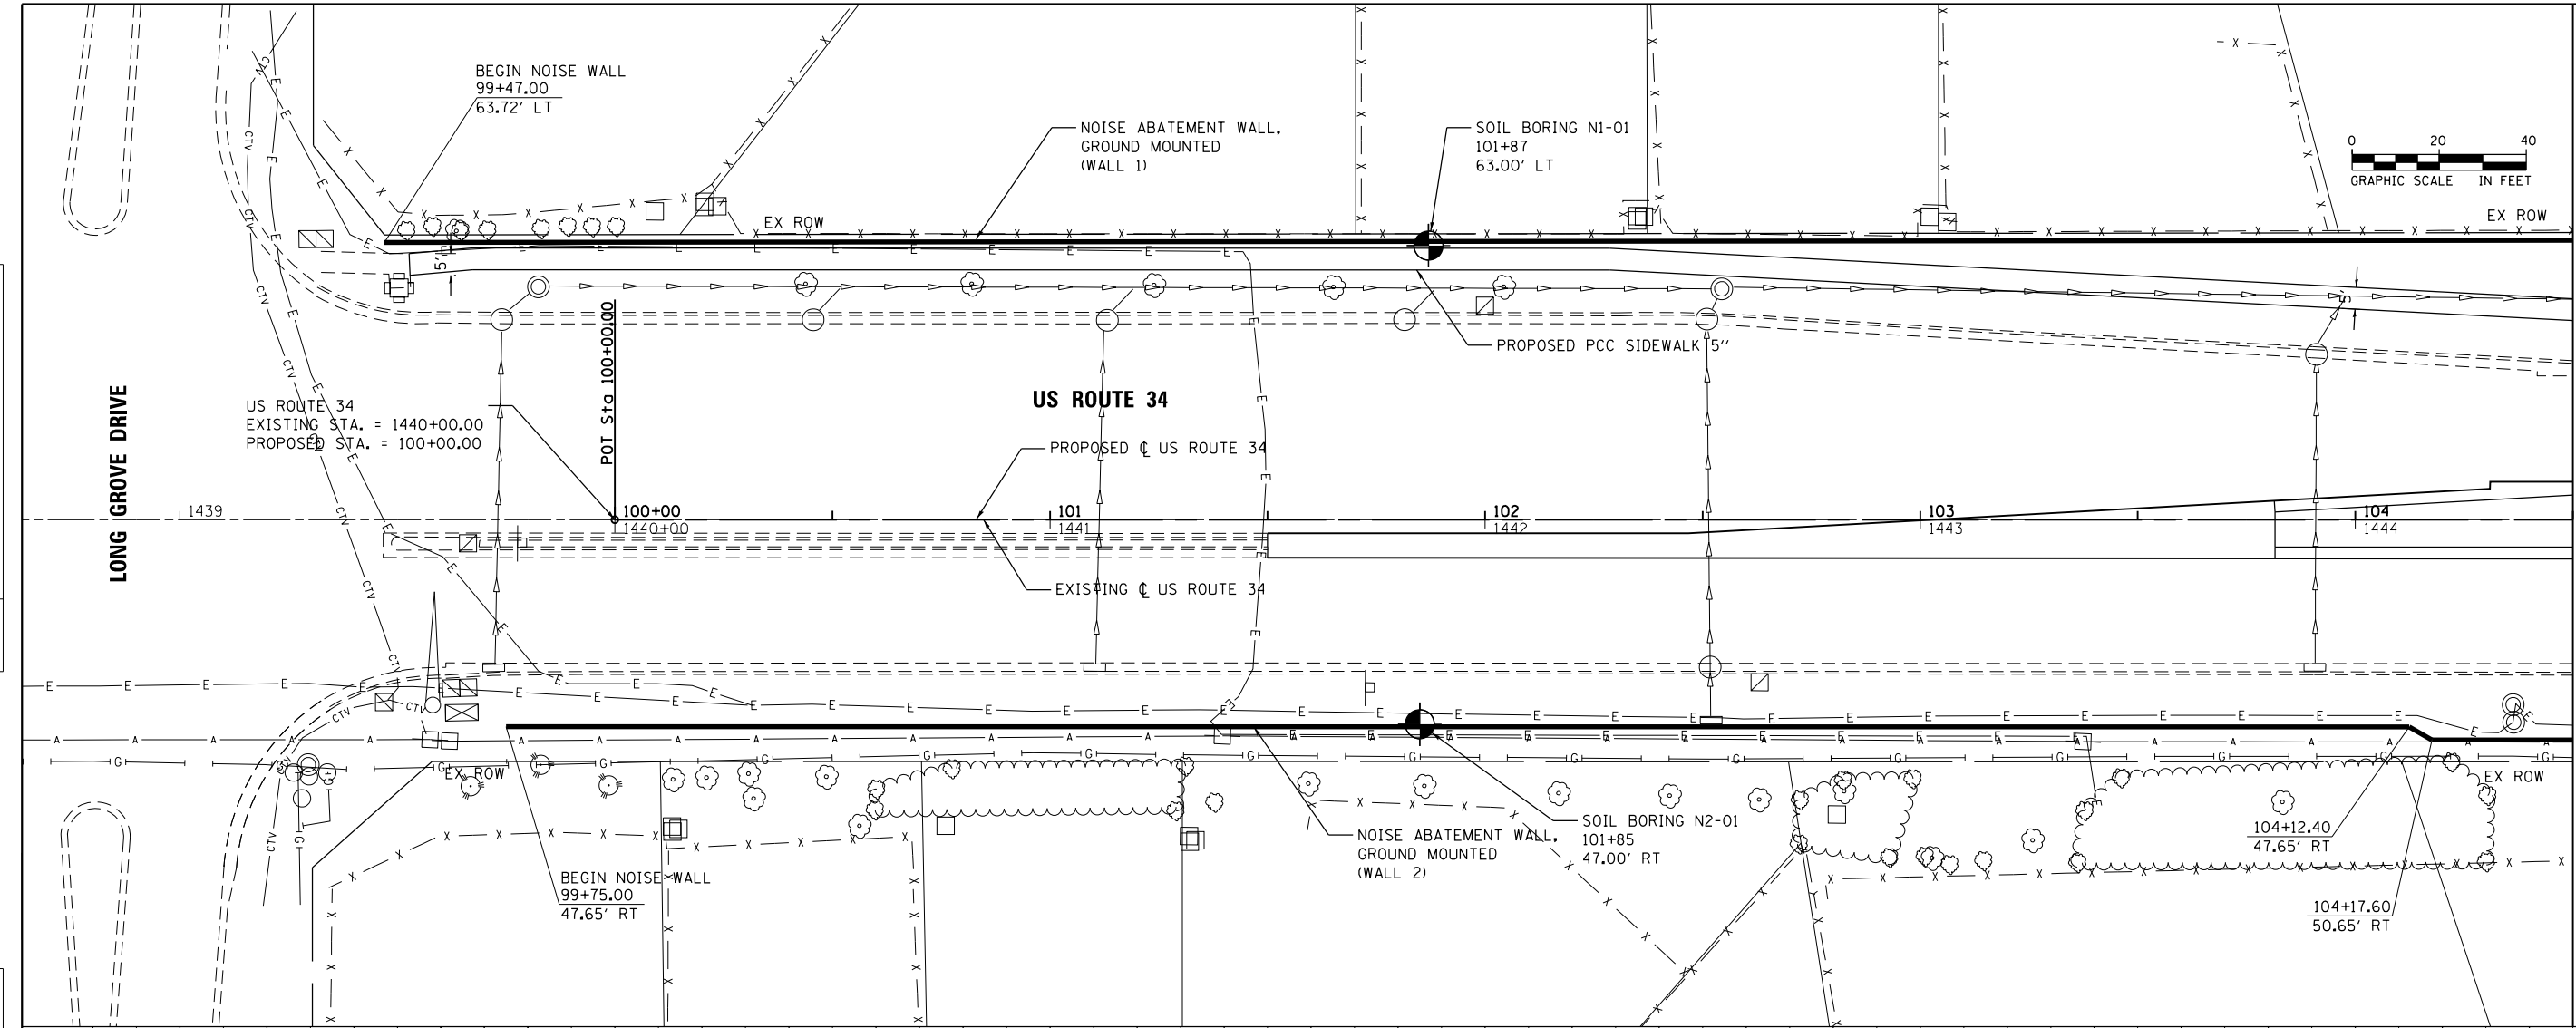 BEGIN NOISE WALL
99+47.00
63.72' LT
NOISE ABATEMENT WALL,
GROUND MOUNTED
(WALL 1)
SOIL BORING N1-01
101+87
63.00' LT
0 20 40
GRAPHIC SCALE IN FEET
EX ROW
EX ROW
5'
5'
PROPOSED PCC SIDEWALK 5"
POT Sta 100+00.00
US ROUTE 34
LONG GROVE DRIVE
US ROUTE 34
EXISTING STA. = 1440+00.00
PROPOSED STA. = 100+00.00
PROPOSED ℄ US ROUTE 34
1439
100+00
1440+00
101
1441
102
1442
103
1443
104
1444
EXISTING ℄ US ROUTE 34
EX ROW
EX ROW
BEGIN NOISE WALL
99+75.00
47.65' RT
NOISE ABATEMENT WALL,
GROUND MOUNTED
(WALL 2)
SOIL BORING N2-01
101+85
47.00' RT
104+12.40
47.65' RT
104+17.60
50.65' RT